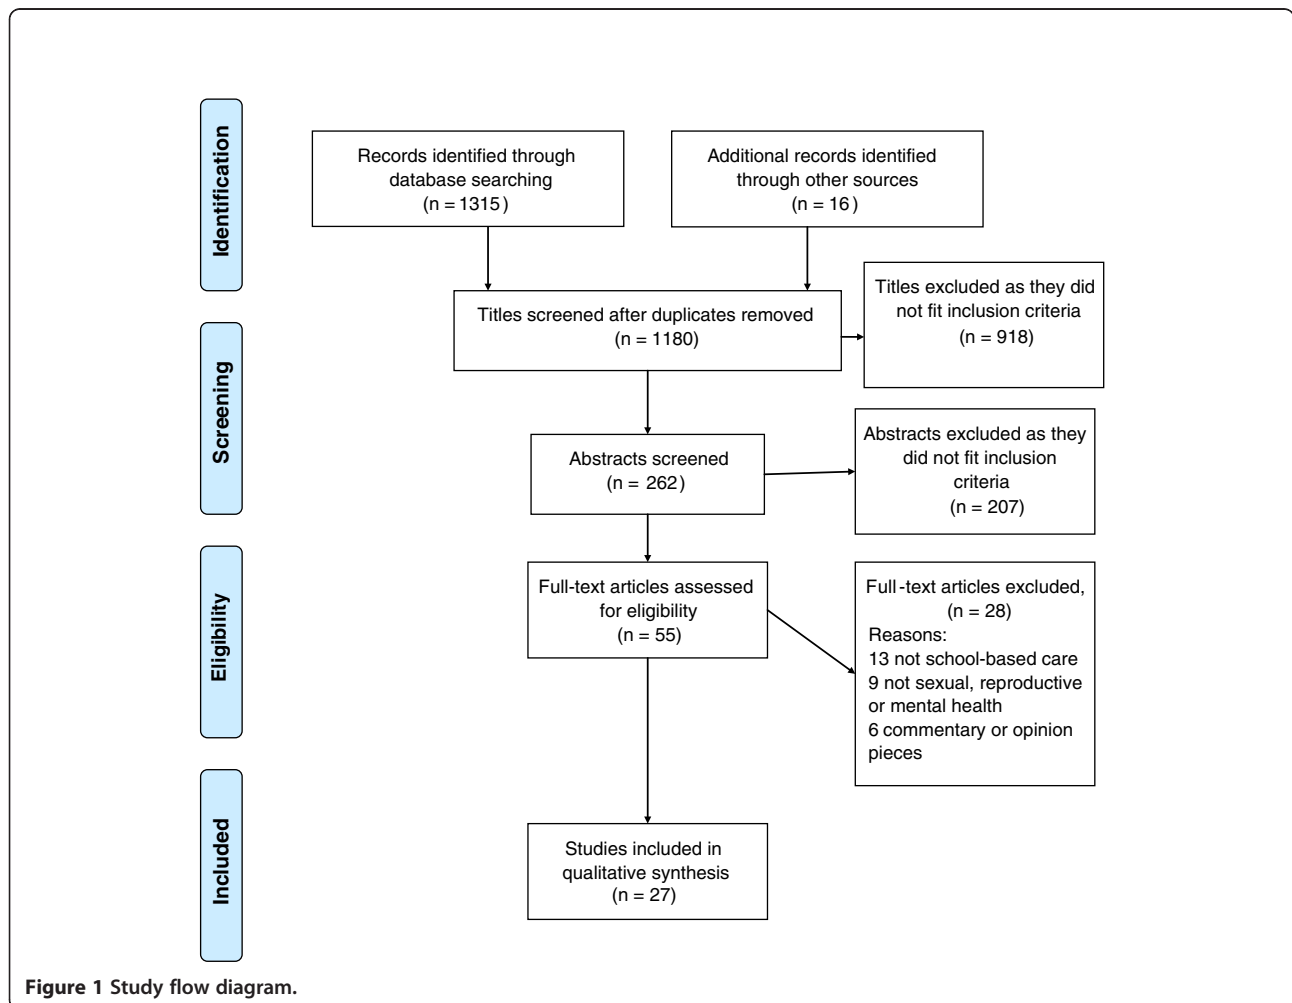 Identification
Records identified through
database searching
(n = 1315)
Additional records identified
through other sources
(n = 16)
Titles screened after duplicates removed
(n = 1180)
Titles excluded as they did
not fit inclusion criteria
(n = 918)
Screening
Abstracts screened
(n = 262)
Abstracts excluded as they
did not fit inclusion
criteria
(n = 207)
Eligibility
Full-text articles assessed
for eligibility
(n = 55)
Full-text articles excluded,
(n = 28)
Reasons:
13 not school-based care
9 not sexual, reproductive
or mental health
6 commentary or opinion
pieces
Included
Studies included in
qualitative synthesis
(n = 27)
Figure 1 Study flow diagram.